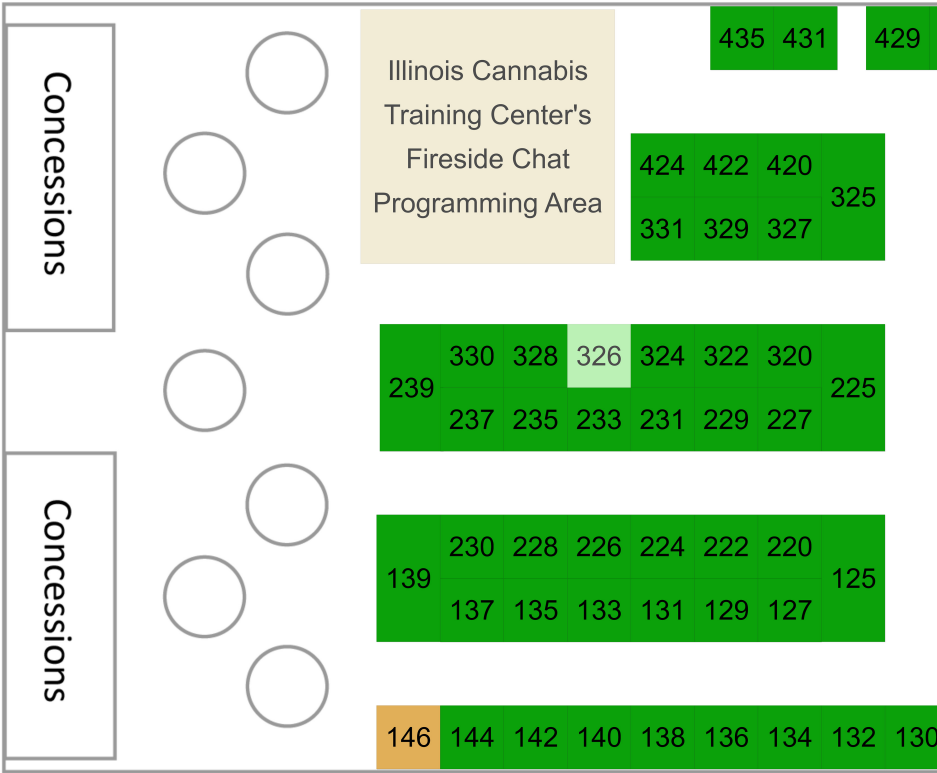 Concessions
Illinois Cannabis
Training Center's
Fireside Chat
Programming Area
435 431 429
424 422 420
325
331 329 327
330 328 326 324 322 320
239 225
237 235 233 231 229 227
Concessions
230 228 226 224 222 220
139 125
137 135 133 131 129 127
146 144 142 140 138 136 134 132 130